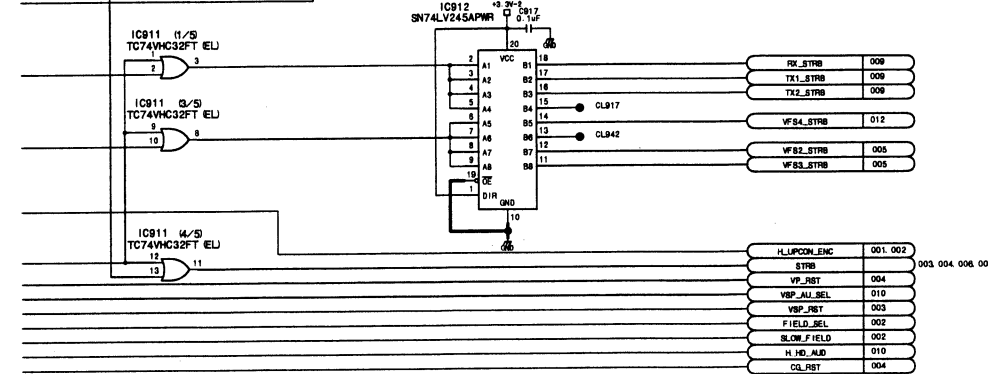 IC912
SN74LV245APWR
+3.3V-2
C917
0.1uF
GND
IC911 (1/5)
TC74VHC32FT (EL)
1
2
3
IC911 (3/5)
TC74VHC32FT (EL)
9
10
8
IC911 (4/5)
TC74VHC32FT (EL)
12
13
11
20
VCC
2 A1 B1 18
3 A2 B2 17
4 A3 B3 16
5 A4 B4 15 CL917
6 A5 B5 14
7 A6 B6 13 CL942
8 A7 B7 12
9 A8 B8 11
19 OE
1 DIR
GND
10
GND
RX_STRB 009
TX1_STRB 009
TX2_STRB 009
VFS4_STRB 012
VFS2_STRB 005
VFS3_STRB 005
H_UPCON_ENC 001. 002
STRB 003. 004. 006. 00
VP_RST 004
VSP_AU_SEL 010
VSP_RST 003
FIELD_SEL 002
SLOW_FIELD 002
H_HD_AUD 010
CG_RST 004